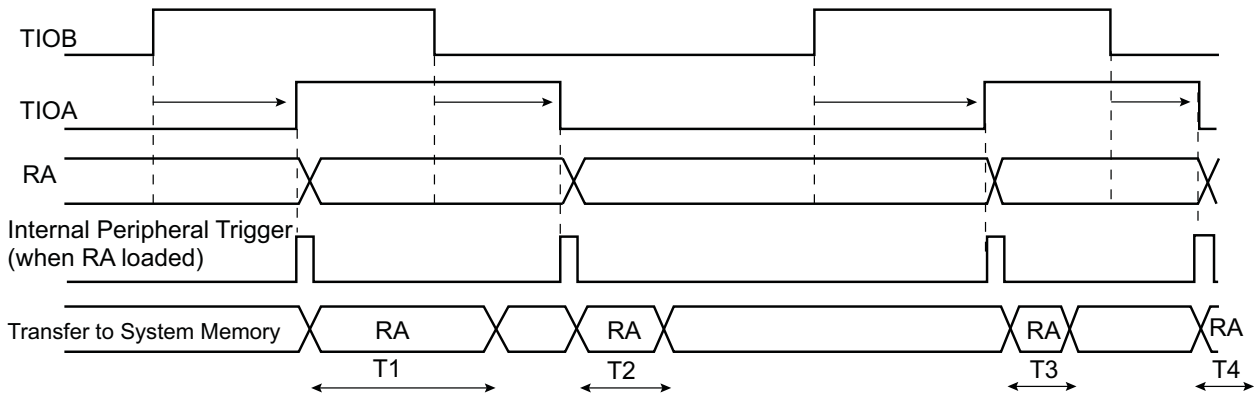 TIOB
TIOA
RA
Internal Peripheral Trigger
(when RA loaded)
Transfer to System Memory
RA
RA
RA
RA
T1
T2
T3
T4